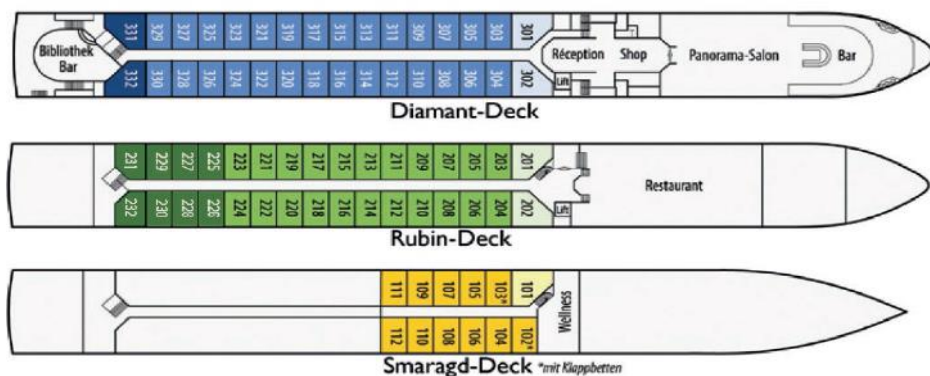 331 329 327 325 323 321 319 317 315 313 311 309 307 305 303 301
Bibliothek
Bar
Réception Shop Panorama-Salon Bar
332 330 328 326 324 322 320 318 316 314 312 310 308 306 304 302
Lift
Diamant-Deck
231 229 227 225 223 221 219 217 215 213 211 209 207 205 203 201
Restaurant
232 230 228 226 224 222 220 218 216 214 212 210 208 206 204 202
Lift
Rubin-Deck
111 109 107 105 103* 101
Wellness
112 110 108 106 104 102*
Smaragd-Deck *mit Klappbetten